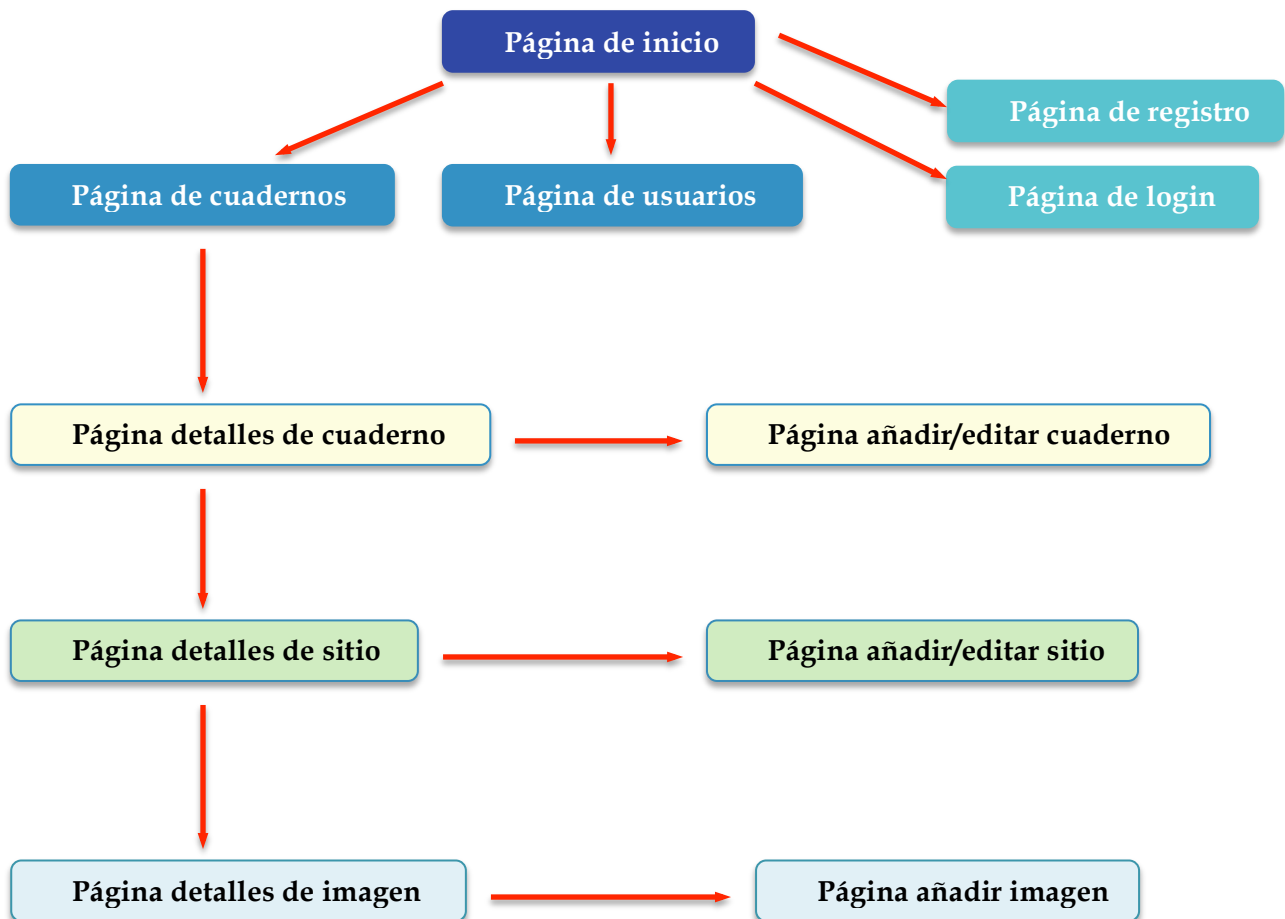 Página de inicio
Página de registro
Página de cuadernos
Página de usuarios
Página de login
Página detalles de cuaderno
Página añadir/editar cuaderno
Página detalles de sitio
Página añadir/editar sitio
Página detalles de imagen
Página añadir imagen